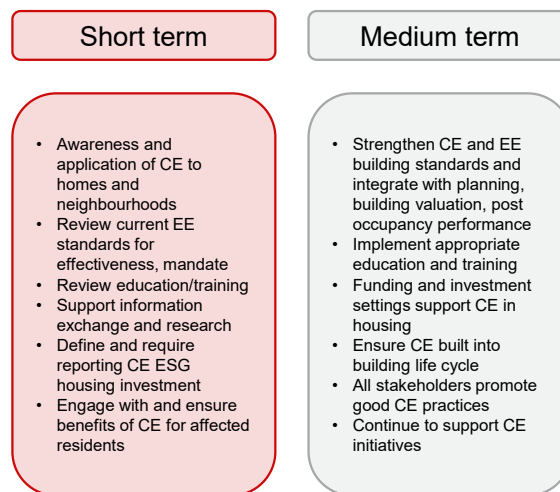 Short term
• Awareness and
application of CE to
homes and
neighbourhoods
• Review current EE
standards for
effectiveness, mandate
• Review education/training
• Support information
exchange and research
• Define and require
reporting CE ESG
housing investment
• Engage with and ensure
benefits of CE for affected
residents
Medium term
• Strengthen CE and EE
building standards and
integrate with planning,
building valuation, post
occupancy performance
• Implement appropriate
education and training
• Funding and investment
settings support CE in
housing
• Ensure CE built into
building life cycle
• All stakeholders promote
good CE practices
• Continue to support CE
initiatives